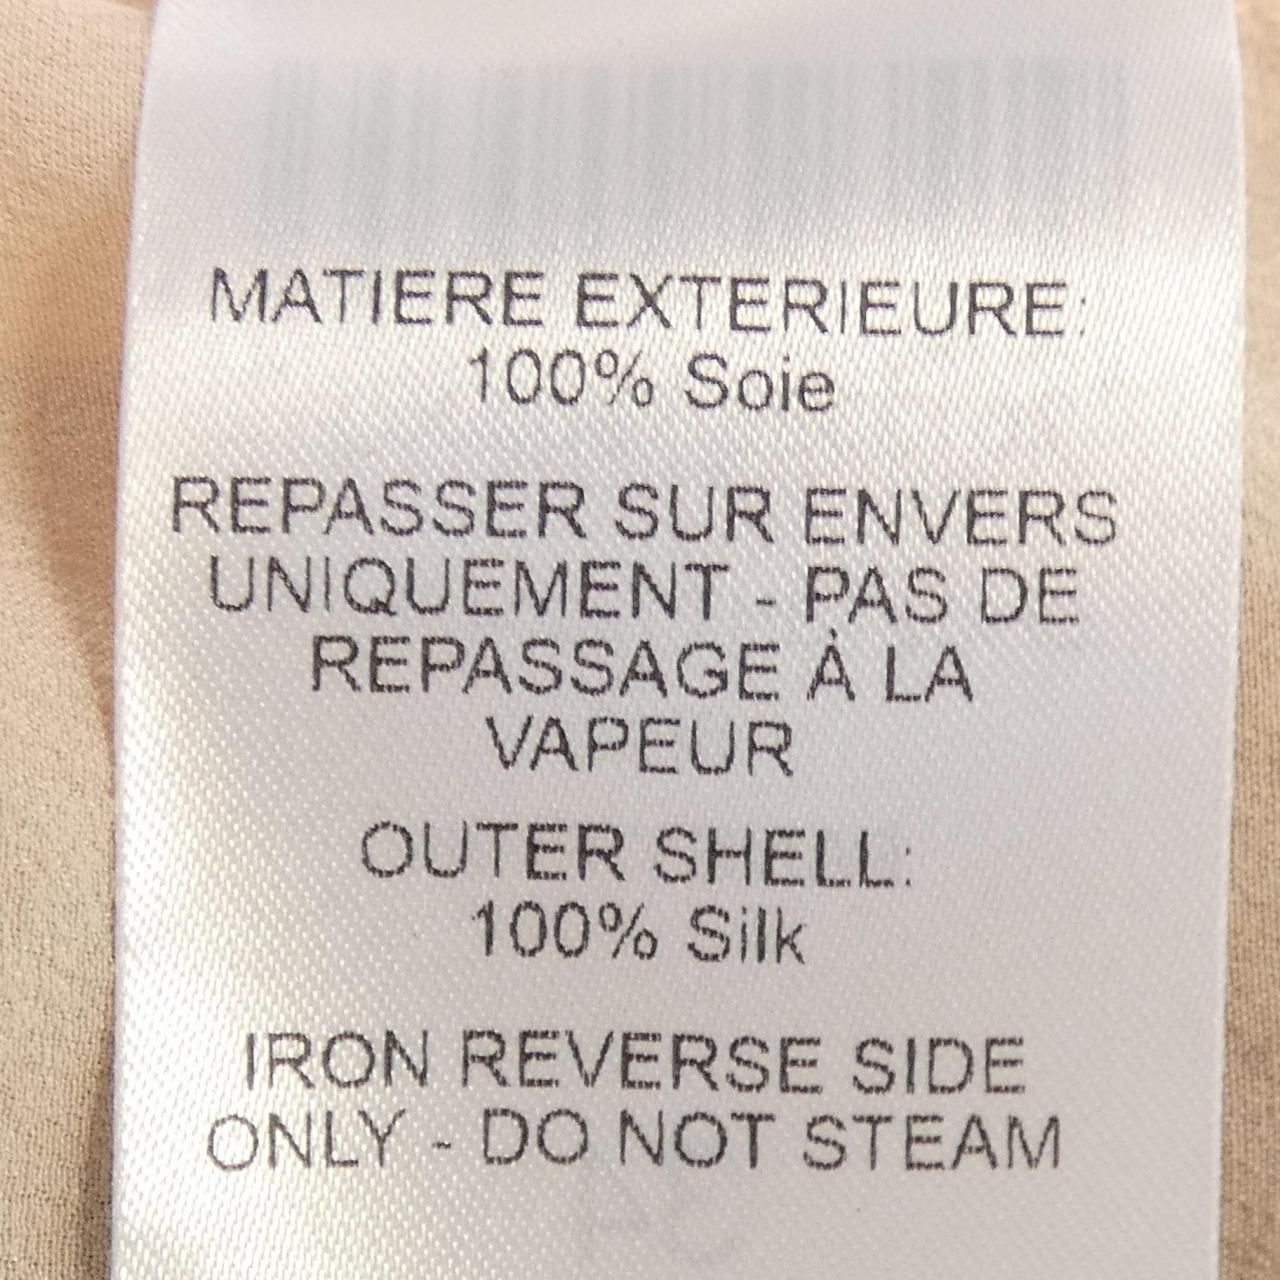 MATIERE EXTERIEURE:
100% Soie
REPASSER SUR ENVERS
UNIQUEMENT - PAS DE
REPASSAGE À LA
VAPEUR
OUTER SHELL:
100% Silk
IRON REVERSE SIDE
ONLY - DO NOT STEAM